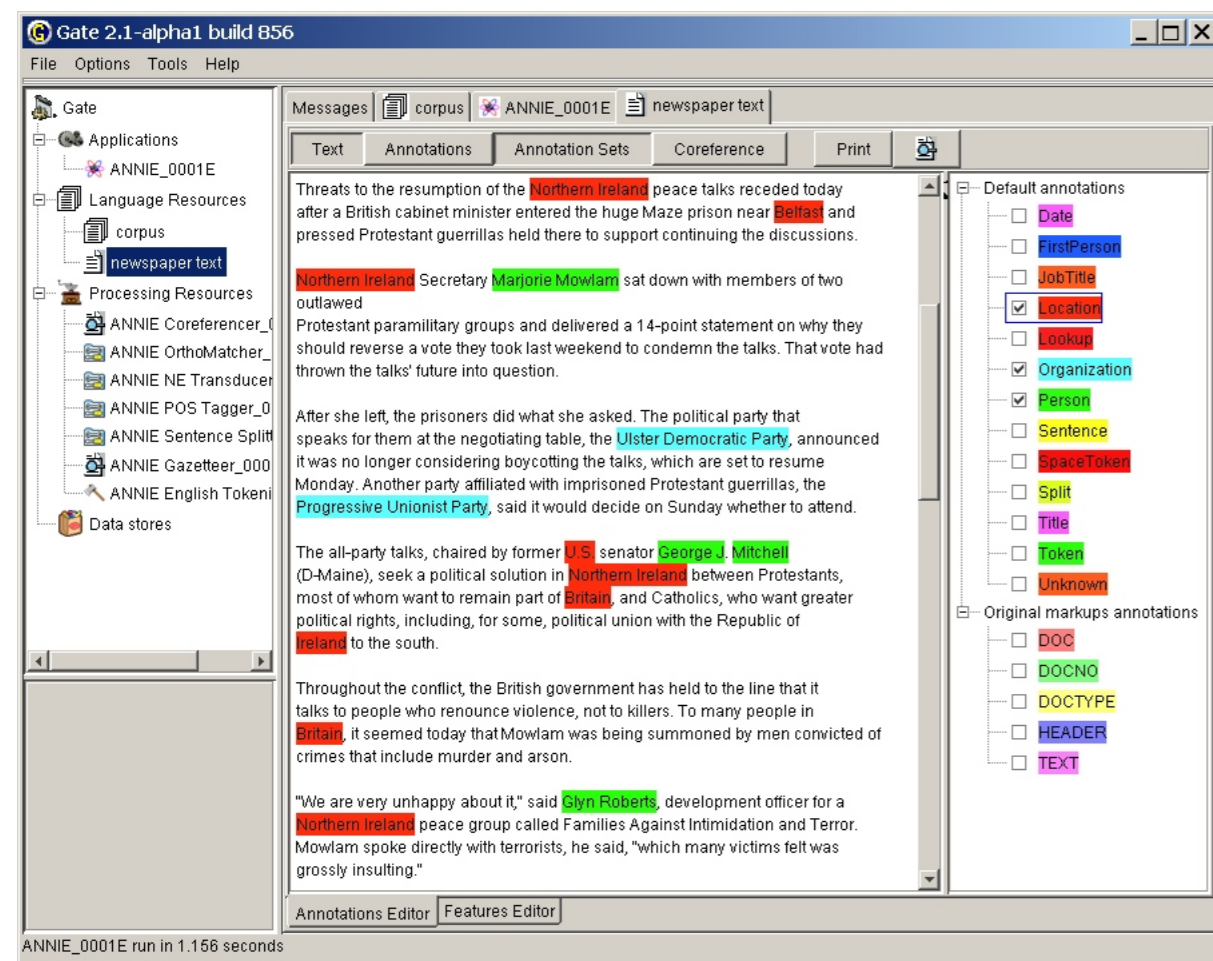 Gate 2.1-alpha1 build 856
File Options Tools Help
Gate
Applications
ANNIE_0001E
Language Resources
corpus
newspaper text
Processing Resources
ANNIE Coreferencer_
ANNIE OrthoMatcher_
ANNIE NE Transducer
ANNIE POS Tagger_0
ANNIE Sentence Split
ANNIE Gazetteer_000
ANNIE English Tokeni
Data stores
Messages corpus ANNIE_0001E newspaper text
Text Annotations Annotation Sets Coreference Print
Threats to the resumption of the Northern Ireland peace talks receded today
after a British cabinet minister entered the huge Maze prison near Belfast and
pressed Protestant guerrillas held there to support continuing the discussions.
Northern Ireland Secretary Marjorie Mowlam sat down with members of two
outlawed
Protestant paramilitary groups and delivered a 14-point statement on why they
should reverse a vote they took last weekend to condemn the talks. That vote had
thrown the talks' future into question.
After she left, the prisoners did what she asked. The political party that
speaks for them at the negotiating table, the Ulster Democratic Party, announced
it was no longer considering boycotting the talks, which are set to resume
Monday. Another party affiliated with imprisoned Protestant guerrillas, the
Progressive Unionist Party, said it would decide on Sunday whether to attend.
The all-party talks, chaired by former U.S. senator George J. Mitchell
(D-Maine), seek a political solution in Northern Ireland between Protestants,
most of whom want to remain part of Britain, and Catholics, who want greater
political rights, including, for some, political union with the Republic of
Ireland to the south.
Throughout the conflict, the British government has held to the line that it
talks to people who renounce violence, not to killers. To many people in
Britain, it seemed today that Mowlam was being summoned by men convicted of
crimes that include murder and arson.
"We are very unhappy about it," said Glyn Roberts, development officer for a
Northern Ireland peace group called Families Against Intimidation and Terror.
Mowlam spoke directly with terrorists, he said, "which many victims felt was
grossly insulting."
Default annotations
Date
FirstPerson
JobTitle
Location
Lookup
Organization
Person
Sentence
SpaceToken
Split
Title
Token
Unknown
Original markups annotations
DOC
DOCNO
DOCTYPE
HEADER
TEXT
Annotations Editor Features Editor
ANNIE_0001E run in 1.156 seconds